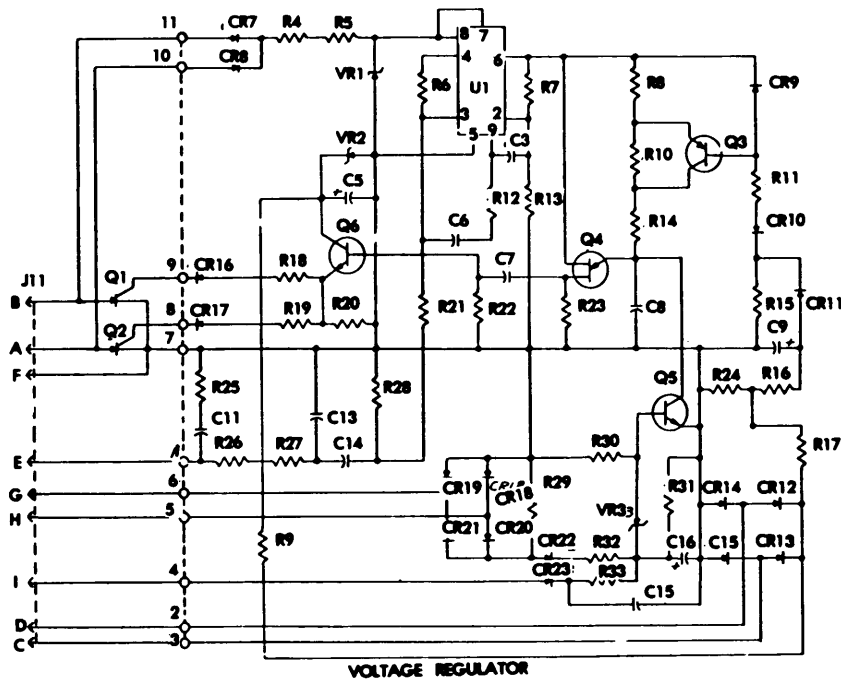 11 CR7 R4 R5
8 7
10 CR8 4 6
VR1 R6 U1 R7 R8 CR9
3 2
5 9
VR2 C3 R10 Q3
C5 R12 R13 R11
Q6 C6 R14 CR10
Q4
9 CR16 R18 C7
J11 Q1
B
8 CR17 R19 R20 R21 R22 R23 C8 R15 CR11
Q2 C9
A 7
F
R25 R28 Q5 R24 R16
C11 C13
R26 R27 C14 R30 R17
E
6 CR19 CR18 R29 R31 CR14 CR12
G
H 5
CR21 CR20 VR33
R9 CR22 R32 C16 C15 CR13
I 4 CR23 R33
C15
D 2
C 3
VOLTAGE REGULATOR